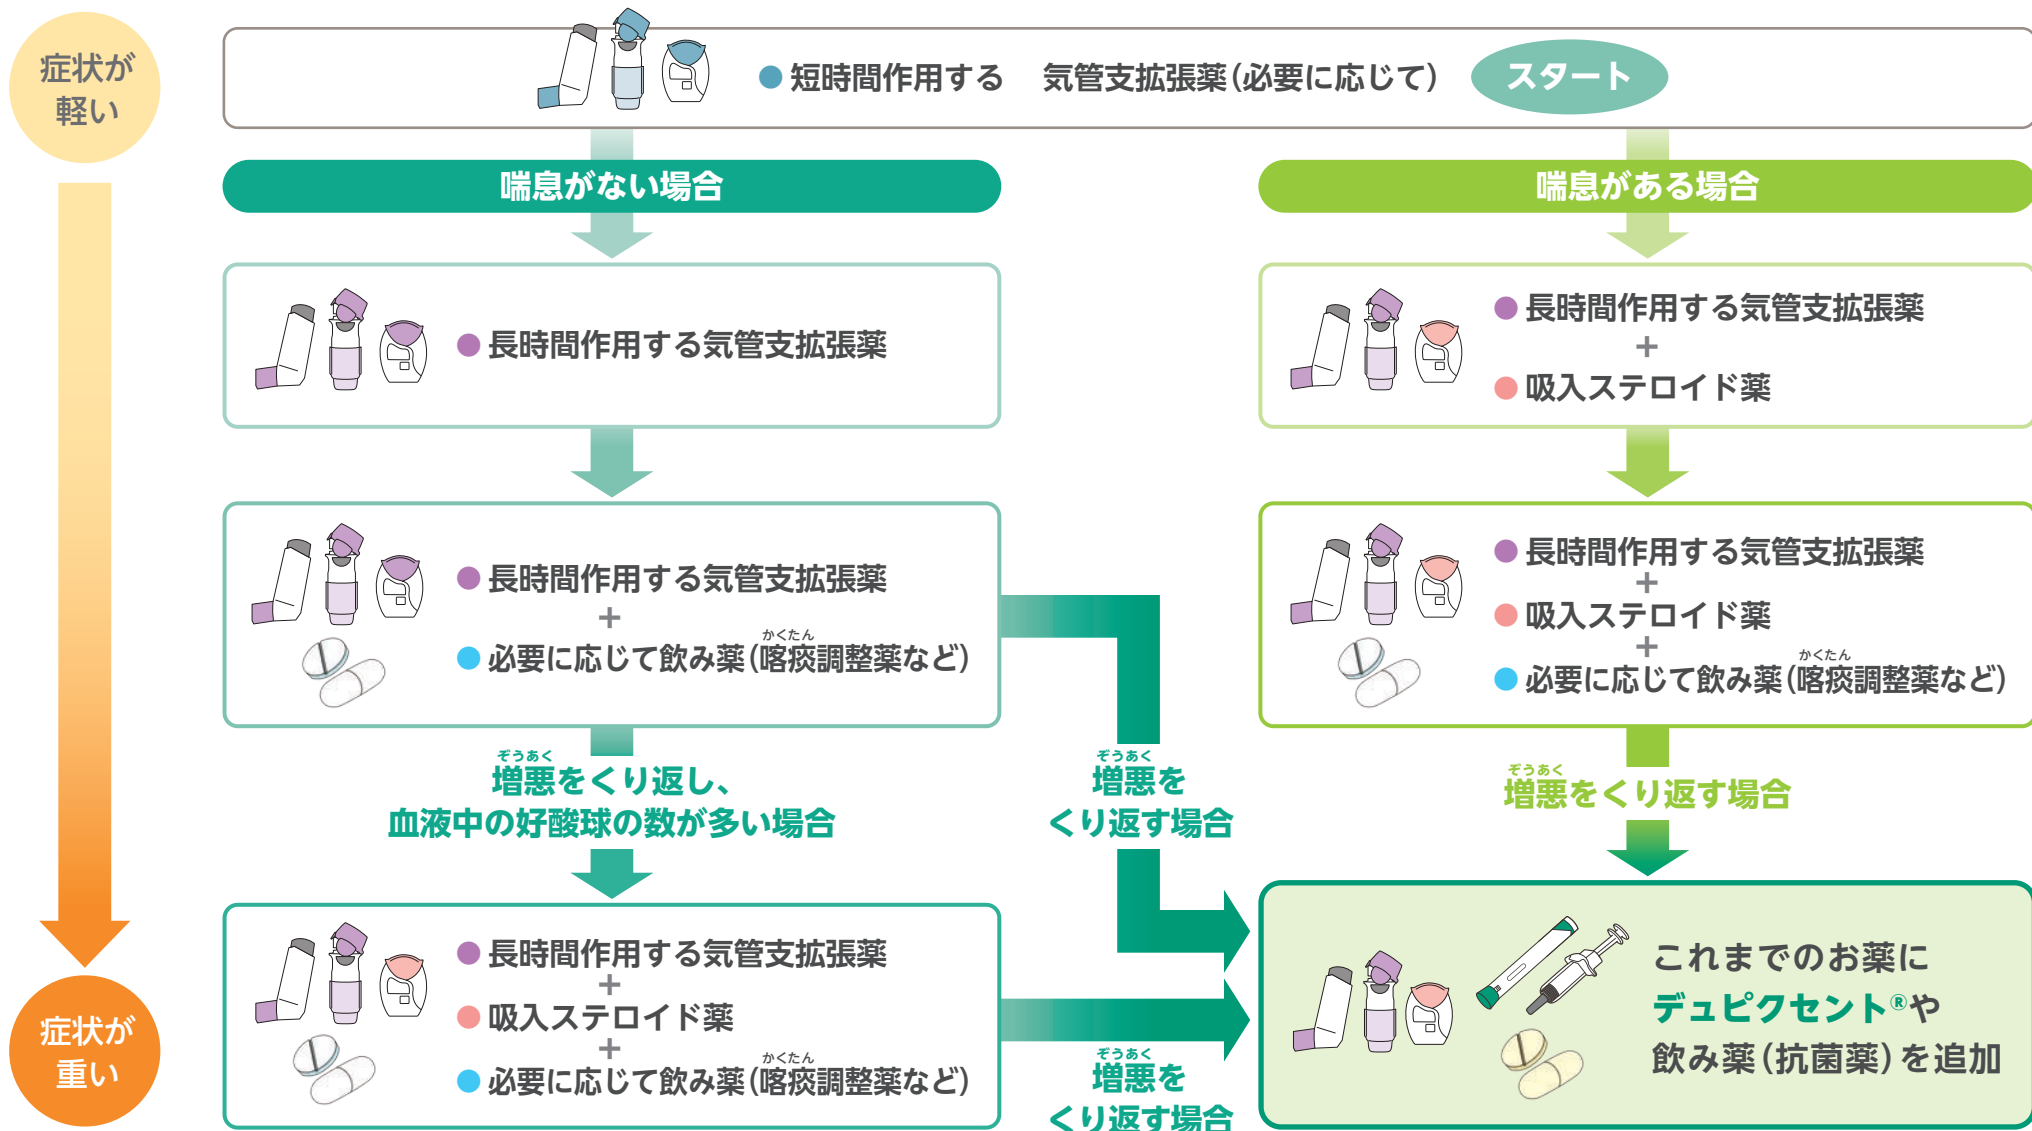 症状が
軽い
● 短時間作用する 気管支拡張薬(必要に応じて)
スタート
喘息がない場合
喘息がある場合
● 長時間作用する気管支拡張薬
● 長時間作用する気管支拡張薬
+
● 吸入ステロイド薬
● 長時間作用する気管支拡張薬
+
かくたん
● 必要に応じて飲み薬(喀痰調整薬など)
● 長時間作用する気管支拡張薬
+
● 吸入ステロイド薬
+
かくたん
● 必要に応じて飲み薬(喀痰調整薬など)
ぞうあく
増悪をくり返し、
血液中の好酸球の数が多い場合
ぞうあく
増悪を
くり返す場合
ぞうあく
増悪をくり返す場合
● 長時間作用する気管支拡張薬
+
● 吸入ステロイド薬
+
かくたん
● 必要に応じて飲み薬(喀痰調整薬など)
ぞうあく
増悪を
くり返す場合
これまでのお薬に
デュピクセント®や
飲み薬(抗菌薬)を追加
症状が
重い